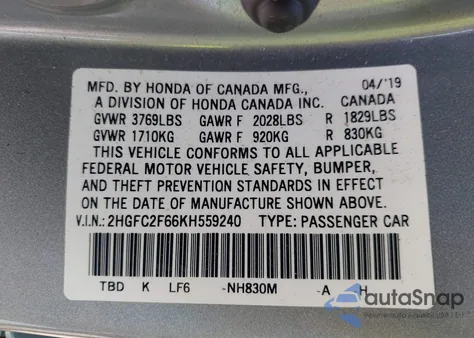 MFD. BY HONDA OF CANADA MFG., 04/'19
A DIVISION OF HONDA CANADA INC. CANADA
GVWR 3769LBS GAWR F 2028LBS R 1829LBS
GVWR 1710KG GAWR F 920KG R 830KG
THIS VEHICLE CONFORMS TO ALL APPLICABLE
FEDERAL MOTOR VEHICLE SAFETY, BUMPER,
AND THEFT PREVENTION STANDARDS IN EFFECT
ON THE DATE OF MANUFACTURE SHOWN ABOVE.
V.I.N.: 2HGFC2F66KH559240 TYPE: PASSENGER CAR
TBD K LF6 -NH830M -A H
autoSnap